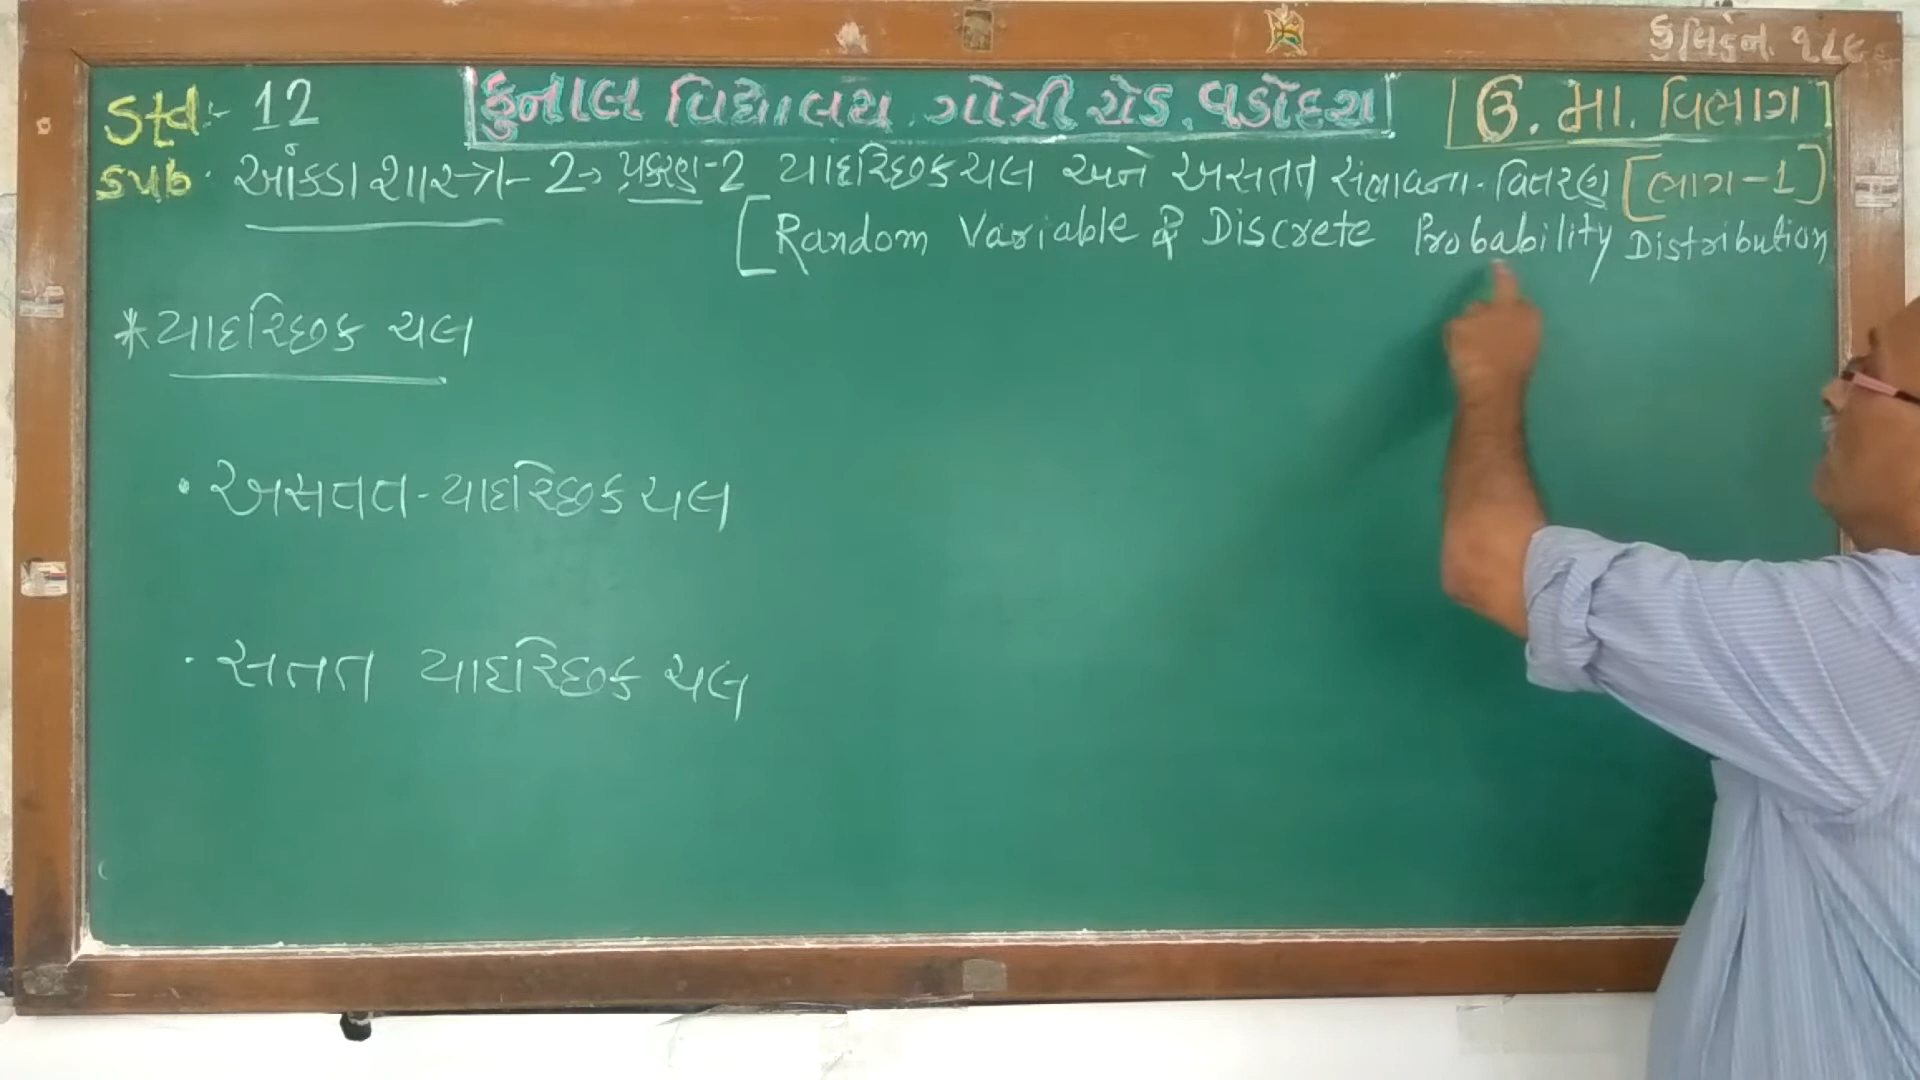 Std:- 12 કુનાલ વિદ્યાલય. ગોત્રી રોડ. વડોદરા ઉ. મા. વિભાગ
Sub. આંકડાશાસ્ત્ર - 2 → પ્રકરણ-2 યાદચ્છિક ચલ અને અસતત સંભાવના-વિતરણ [ભાગ-1]
[Random Variable & Discrete Probability Distribution
* યાદચ્છિક ચલ
• અસતત-યાદચ્છિક ચલ
• સતત યાદચ્છિક ચલ